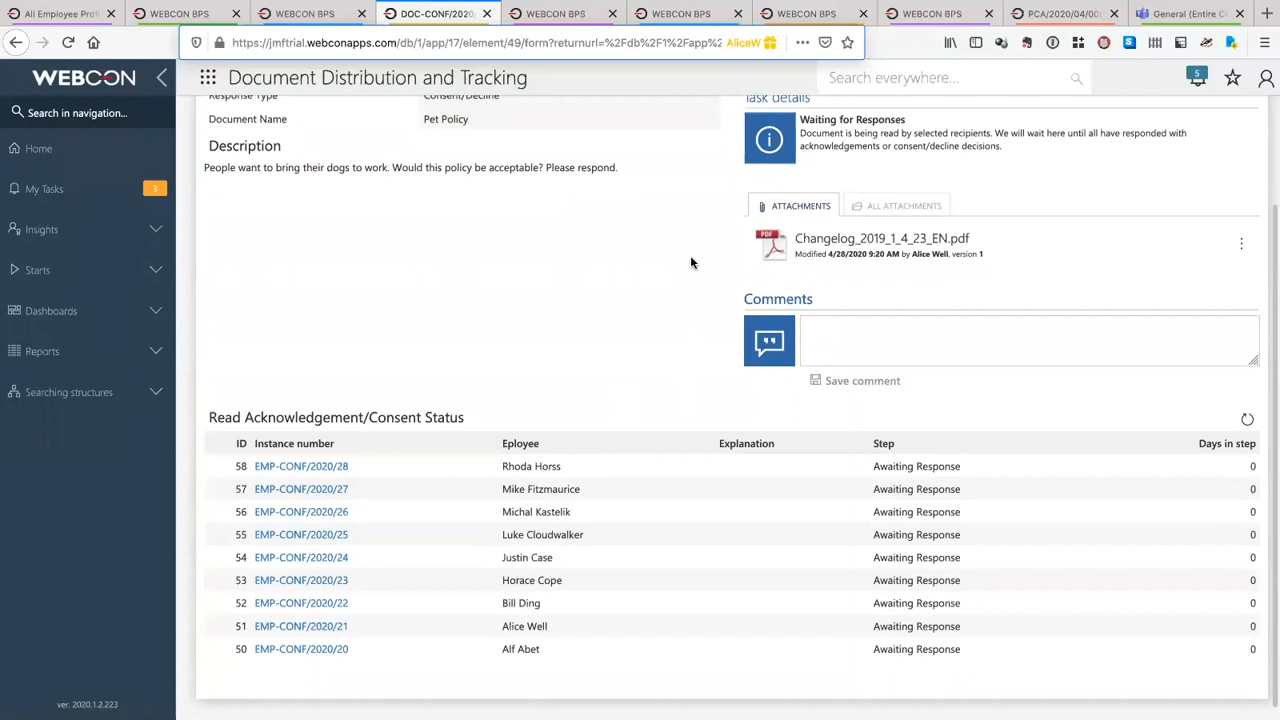 All Employee Prof
WEBCON BPS
WEBCON BPS
DOC-CONF/2020,
WEBCON BPS
WEBCON BPS
WEBCON BPS
WEBCON BPS
PCA/2020/04/00
General (Entire C
https://jmftrial.webconapps.com/db/1/app/17/element/49/form?returnurl=%2fdb%2f1%2fapp%2
AliceW
WEBCON
Document Distribution and Tracking
Search everywhere...
5
Search in navigation...
Home
My Tasks
3
Insights
Starts
Dashboards
Reports
Searching structures
ver. 2020.1.2.223
Response Type
Consent/Decline
Document Name
Pet Policy
Description
People want to bring their dogs to work. Would this policy be acceptable? Please respond.
Task details
Waiting for Responses
Document is being read by selected recipients. We will wait here until all have responded with
acknowledgements or consent/decline decisions.
ATTACHMENTS
ALL ATTACHMENTS
PDF
Changelog_2019_1_4_23_EN.pdf
Modified 4/28/2020 9:20 AM by Alice Well, version 1
Comments
Save comment
Read Acknowledgement/Consent Status
ID Instance number Eployee Explanation Step Days in step
58 EMP-CONF/2020/28 Rhoda Horss Awaiting Response 0
57 EMP-CONF/2020/27 Mike Fitzmaurice Awaiting Response 0
56 EMP-CONF/2020/26 Michal Kastelik Awaiting Response 0
55 EMP-CONF/2020/25 Luke Cloudwalker Awaiting Response 0
54 EMP-CONF/2020/24 Justin Case Awaiting Response 0
53 EMP-CONF/2020/23 Horace Cope Awaiting Response 0
52 EMP-CONF/2020/22 Bill Ding Awaiting Response 0
51 EMP-CONF/2020/21 Alice Well Awaiting Response 0
50 EMP-CONF/2020/20 Alf Abet Awaiting Response 0